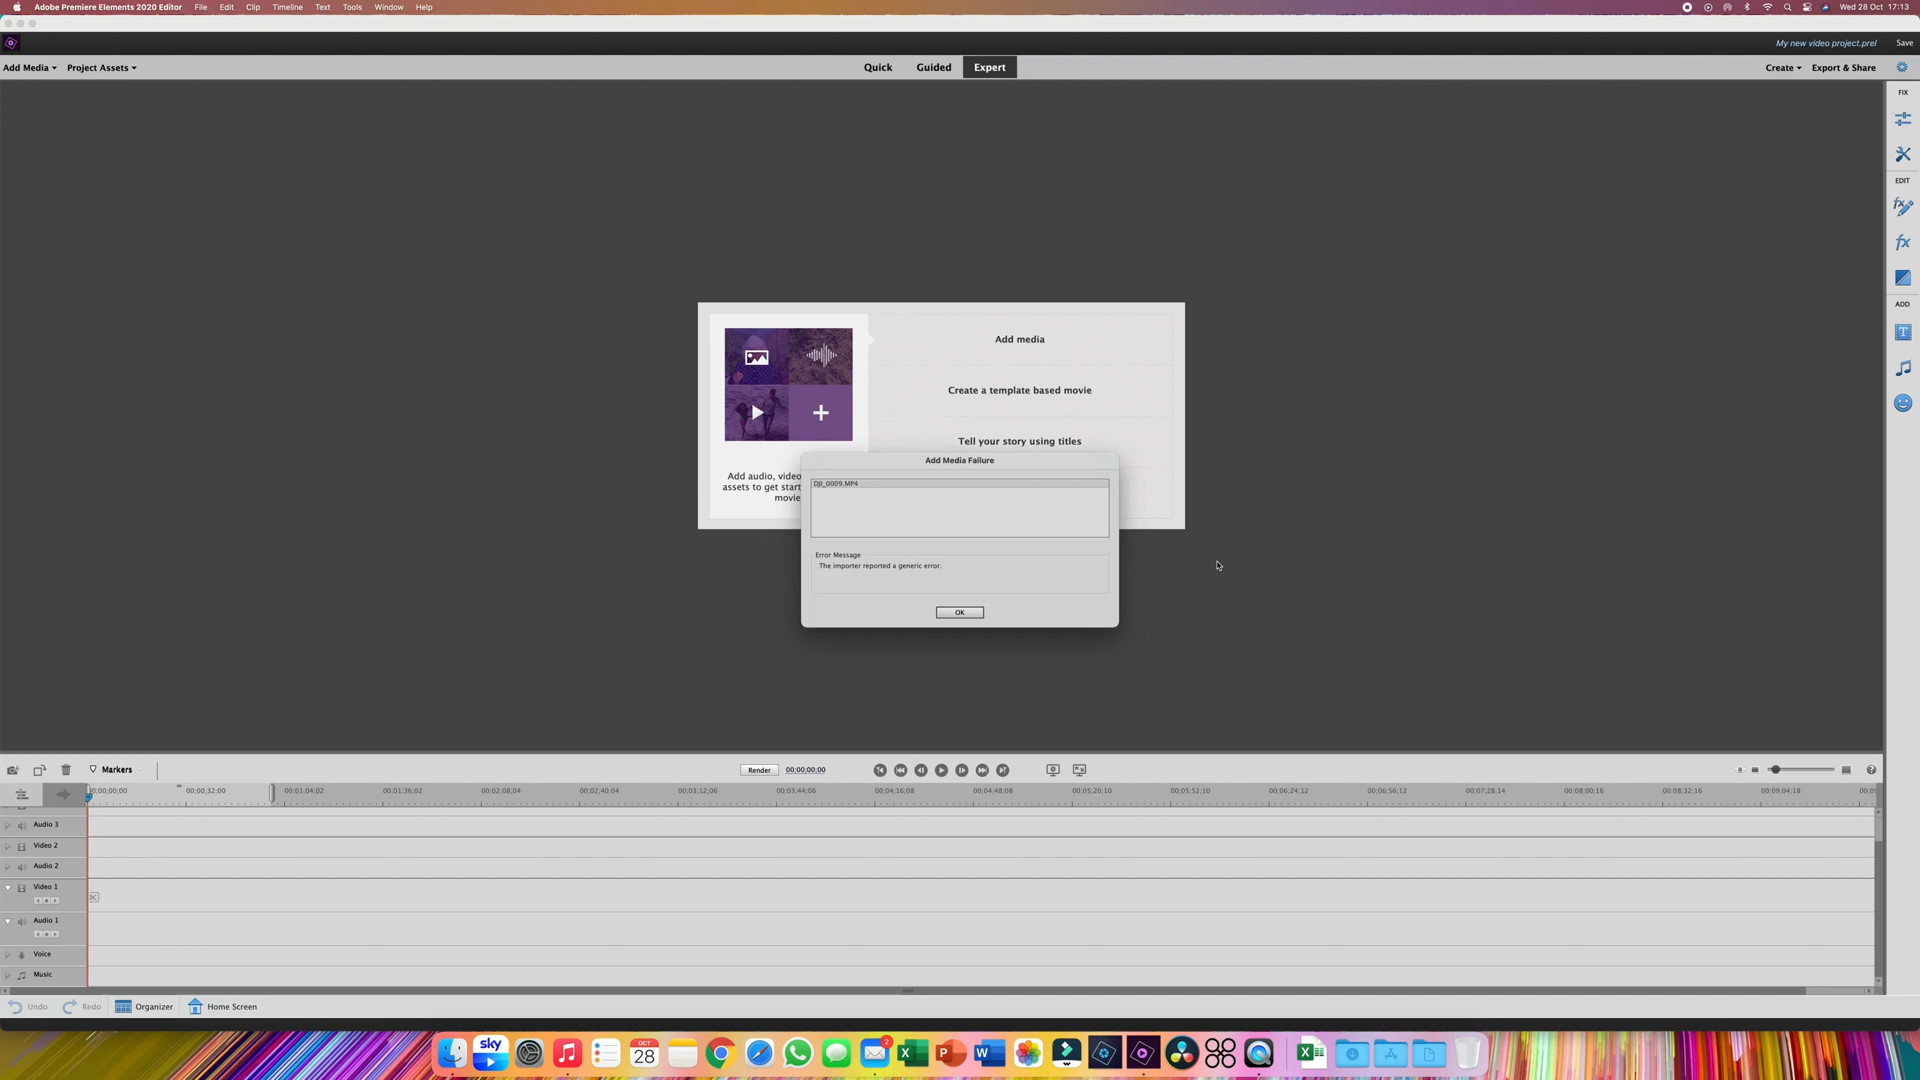 Adobe Premiere Elements 2020 Editor File Edit Clip Timeline Text Tools Window Help Wed 28 Oct 17:13
My new video project.prel Save
Add Media Project Assets Quick Guided Expert Create Export & Share
FIX
EDIT
ADD
Add media
Create a template based movie
Tell your story using titles
Add audio, video
assets to get start
movie
Add Media Failure
DJI_0009.MP4
Error Message
The importer reported a generic error.
OK
Markers Render 00;00;00;00
00;00;00;00 00;00;32;00 00;01;04;02 00;01;36;02 00;02;08;04 00;02;40;04 00;03;12;06 00;03;44;06 00;04;16;08 00;04;48;08 00;05;20;10 00;05;52;10 00;06;24;12 00;06;56;12 00;07;28;14 00;08;00;16 00;08;32;16 00;09;04;18
Audio 3
Video 2
Audio 2
Video 1
Audio 1
Voice
Music
Undo Redo Organizer Home Screen
sky OCT 28 2